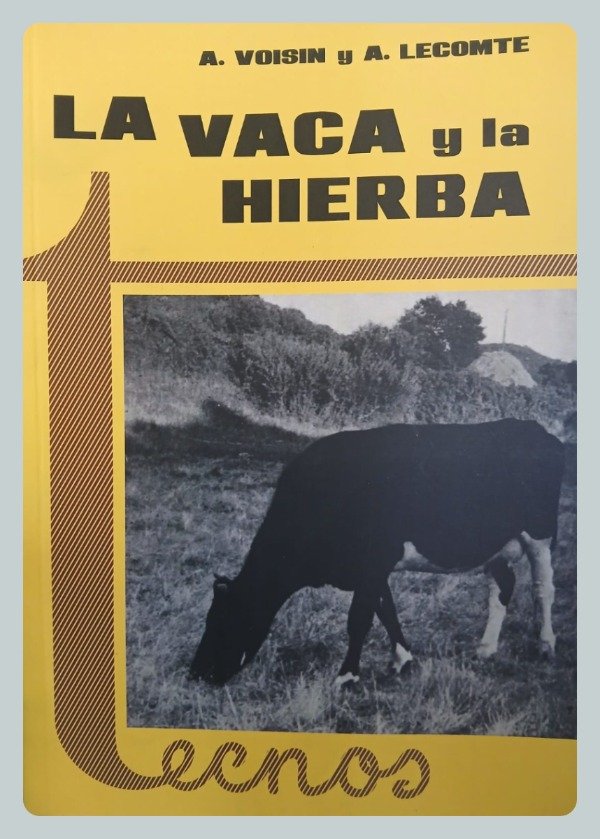 A. VOISIN y A. LECOMTE
LA VACA y la
HIERBA
tecnos